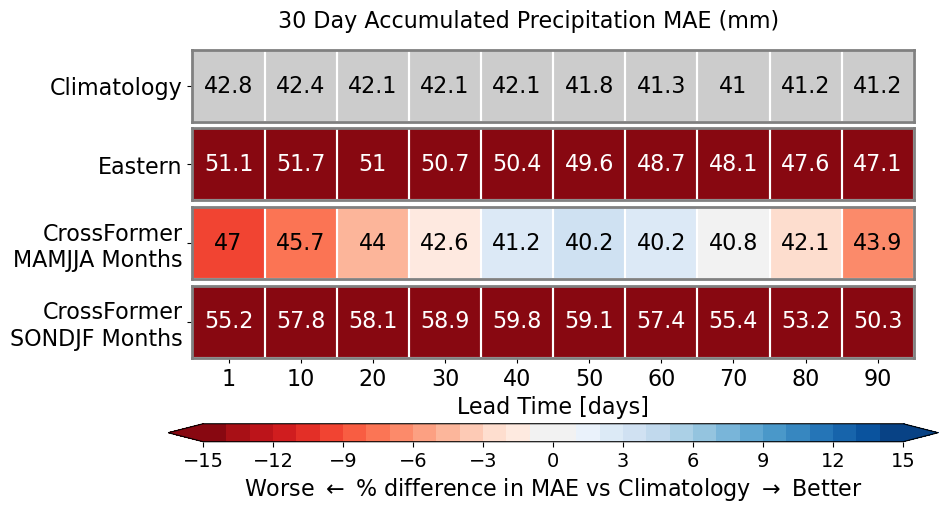 30 Day Accumulated Precipitation MAE (mm)
Climatology 42.8 42.4 42.1 42.1 42.1 41.8 41.3 41 41.2 41.2
Eastern 51.1 51.7 51 50.7 50.4 49.6 48.7 48.1 47.6 47.1
CrossFormer
MAMJJA Months 47 45.7 44 42.6 41.2 40.2 40.2 40.8 42.1 43.9
CrossFormer
SONDJF Months 55.2 57.8 58.1 58.9 59.8 59.1 57.4 55.4 53.2 50.3
1 10 20 30 40 50 60 70 80 90
Lead Time [days]
−15 −12 −9 −6 −3 0 3 6 9 12 15
Worse ← % difference in MAE vs Climatology → Better